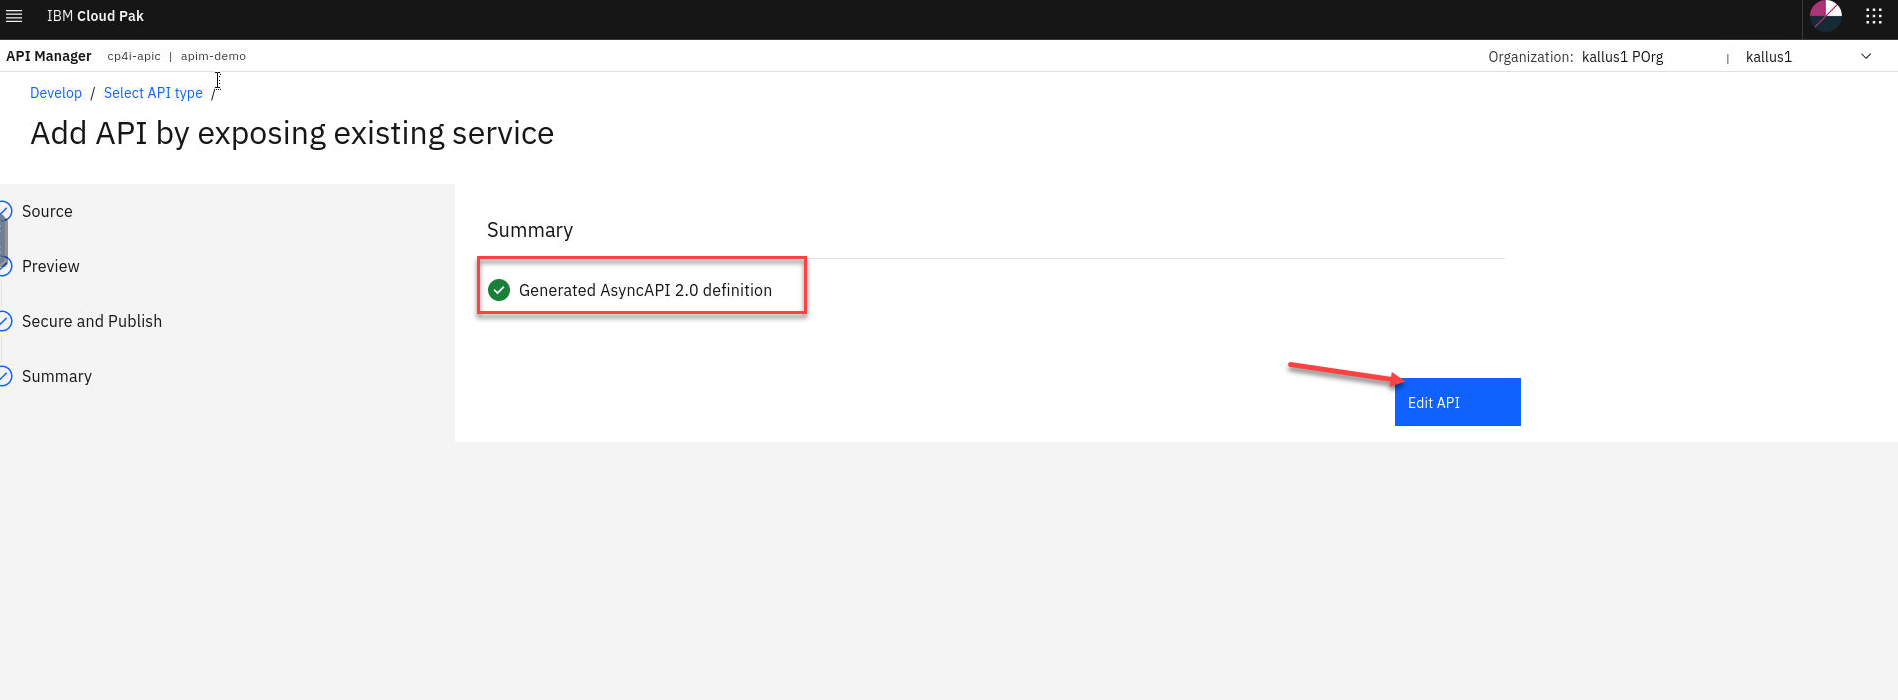 IBM Cloud Pak
API Manager cp4i-apic | apim-demo Organization: kallus1 POrg | kallus1
Develop / Select API type /
Add API by exposing existing service
Source
Preview
Secure and Publish
Summary
Summary
Generated AsyncAPI 2.0 definition
Edit API